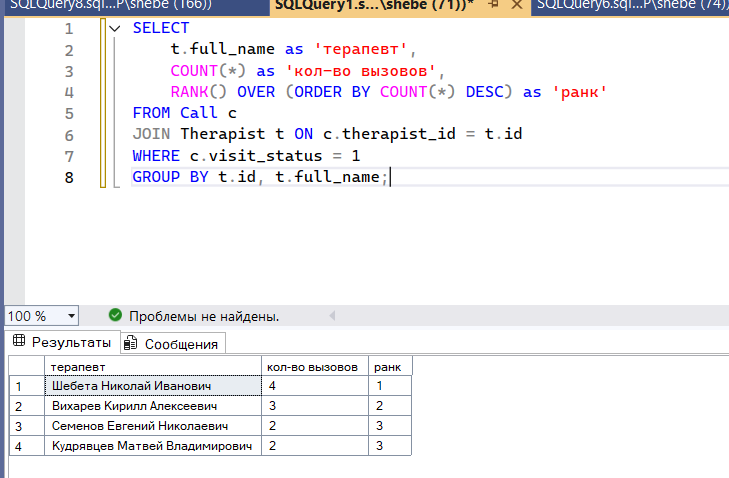 SQLQuery8.sql...P\shebe (166)) SQLQuery1.s...\shebe (71))* SQLQuery6.sql...P\shebe (74))
1 SELECT
2 t.full_name as 'терапевт',
3 COUNT(*) as 'кол-во вызовов',
4 RANK() OVER (ORDER BY COUNT(*) DESC) as 'ранк'
5 FROM Call c
6 JOIN Therapist t ON c.therapist_id = t.id
7 WHERE c.visit_status = 1
8 GROUP BY t.id, t.full_name;
100 % Проблемы не найдены.
Результаты Сообщения
терапевт кол-во вызовов ранк
1 Шебета Николай Иванович 4 1
2 Вихарев Кирилл Алексеевич 3 2
3 Семенов Евгений Николаевич 2 3
4 Кудрявцев Матвей Владимирович 2 3